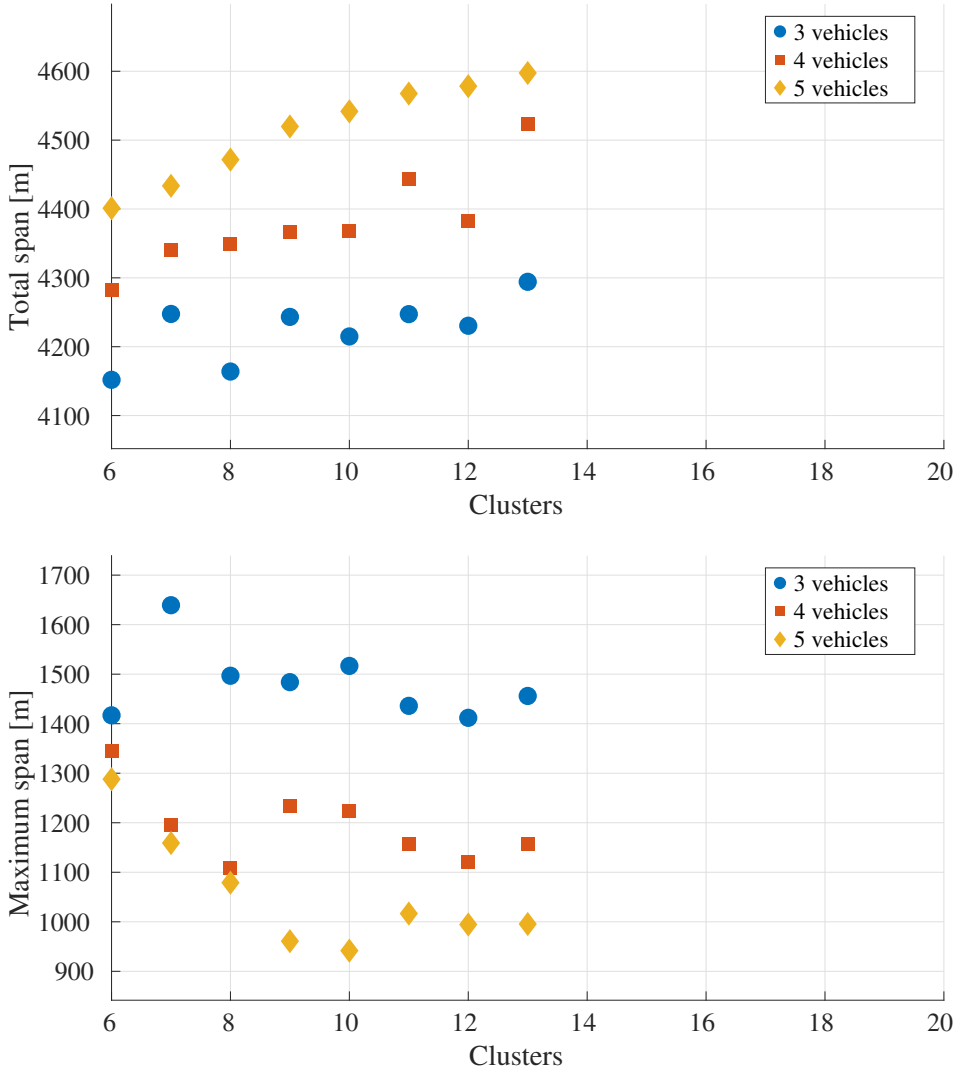 3 vehicles
4 vehicles
5 vehicles
4600
4500
4400
4300
4200
4100
Total span [m]
6 8 10 12 14 16 18 20
Clusters
3 vehicles
4 vehicles
5 vehicles
1700
1600
1500
1400
1300
1200
1100
1000
900
Maximum span [m]
6 8 10 12 14 16 18 20
Clusters